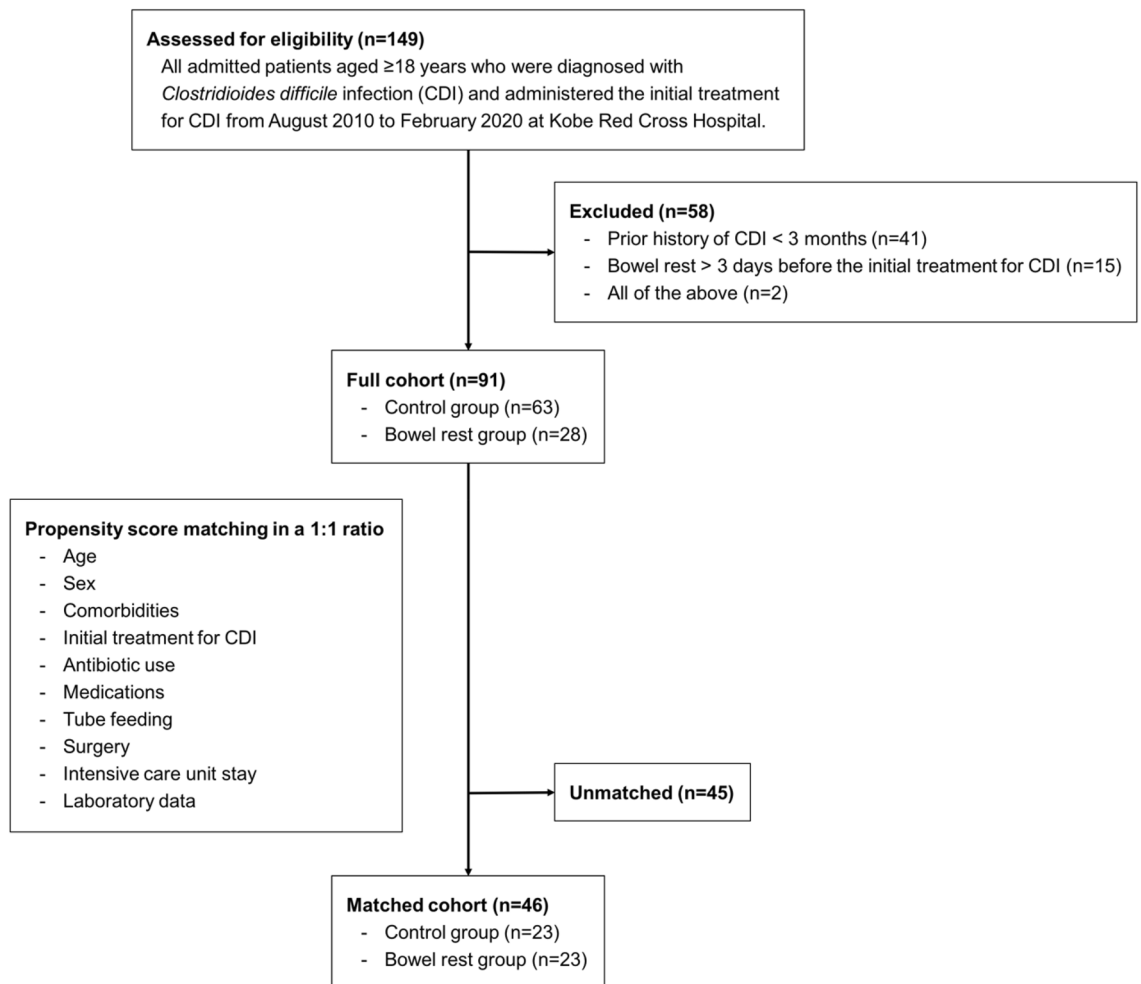 Assessed for eligibility (n=149)
All admitted patients aged ≥18 years who were diagnosed with
Clostridioides difficile infection (CDI) and administered the initial treatment
for CDI from August 2010 to February 2020 at Kobe Red Cross Hospital.
Excluded (n=58)
- Prior history of CDI < 3 months (n=41)
- Bowel rest > 3 days before the initial treatment for CDI (n=15)
- All of the above (n=2)
Full cohort (n=91)
- Control group (n=63)
- Bowel rest group (n=28)
Propensity score matching in a 1:1 ratio
- Age
- Sex
- Comorbidities
- Initial treatment for CDI
- Antibiotic use
- Medications
- Tube feeding
- Surgery
- Intensive care unit stay
- Laboratory data
Unmatched (n=45)
Matched cohort (n=46)
- Control group (n=23)
- Bowel rest group (n=23)